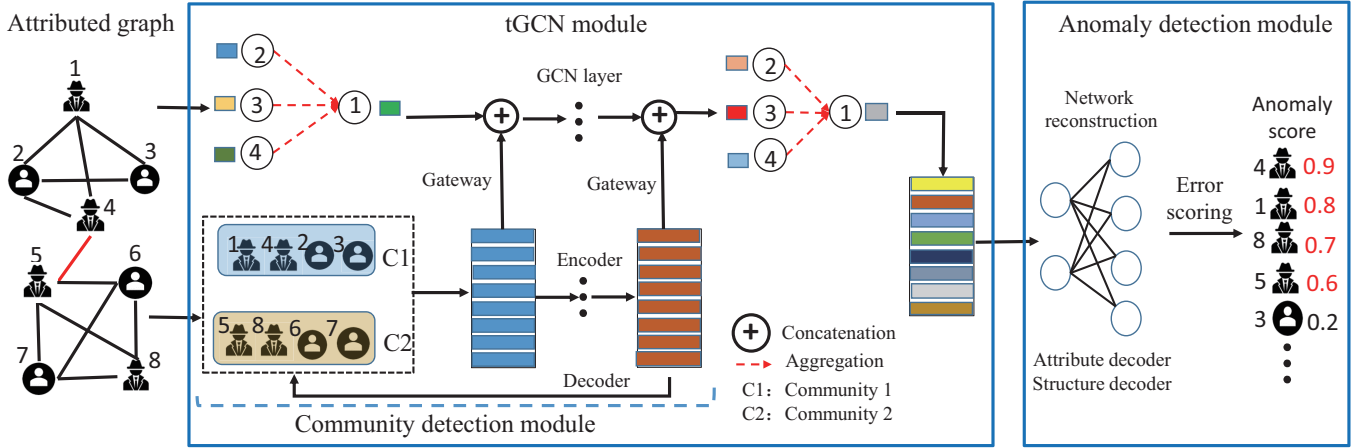 Attributed graph
1
2
3
4
5
6
7
8
tGCN module
2
3
4
1
GCN layer
2
3
4
1
Gateway
Gateway
1 4 2 3
C1
5 8 6 7
C2
Encoder
Decoder
Concatenation
Aggregation
C1: Community 1
C2: Community 2
Community detection module
Anomaly detection module
Network
reconstruction
Attribute decoder
Structure decoder
Error
scoring
Anomaly
score
4 0.9
1 0.8
8 0.7
5 0.6
3 0.2